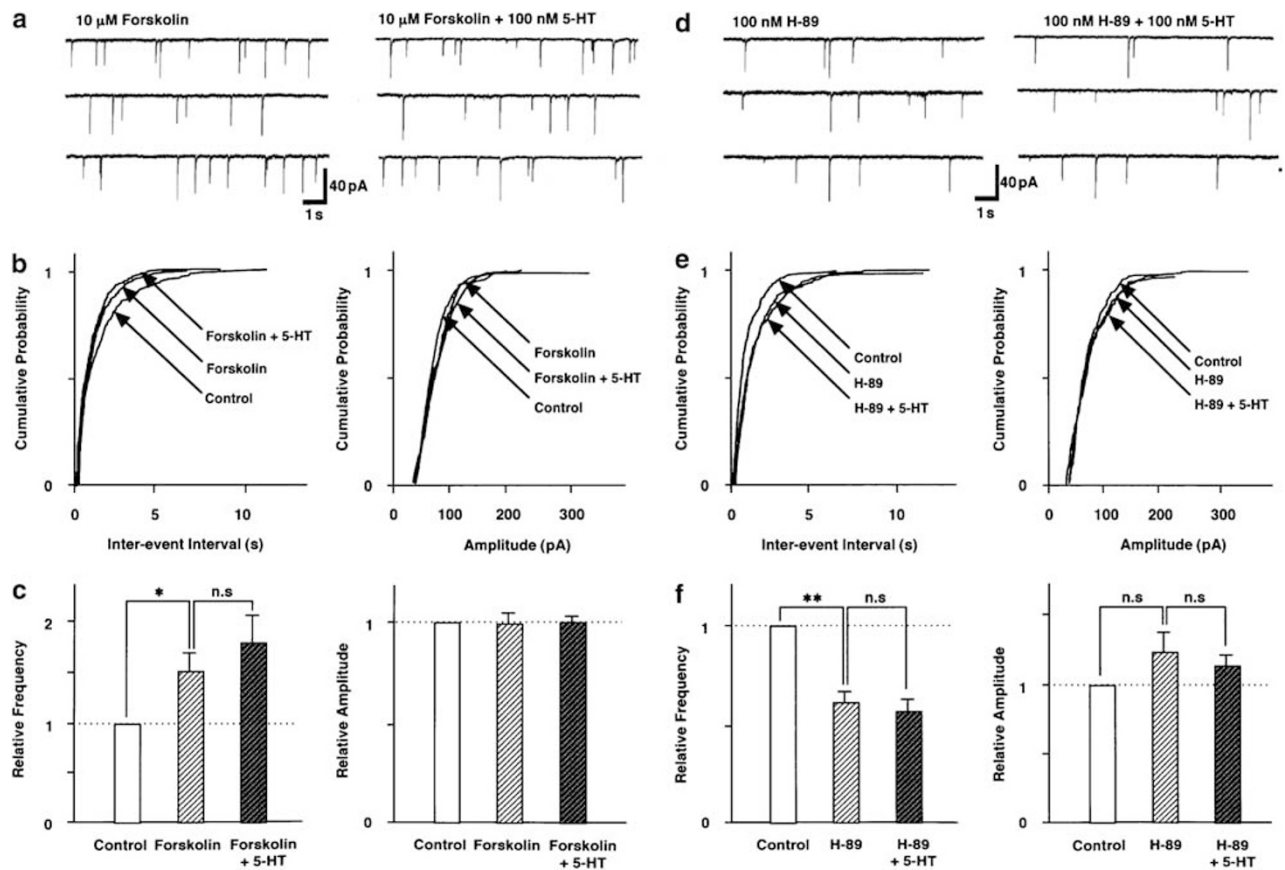 a
10 µM Forskolin
10 µM Forskolin + 100 nM 5-HT
40 pA
1 s
b
Cumulative Probability
1
0
Forskolin + 5-HT
Forskolin
Control
0 5 10
Inter-event Interval (s)
Cumulative Probability
1
0
Forskolin
Forskolin + 5-HT
Control
0 100 200 300
Amplitude (pA)
c
Relative Frequency
2
1
0
*
n.s
Control Forskolin Forskolin
+ 5-HT
Relative Amplitude
1
0
Control Forskolin Forskolin
+ 5-HT
d
100 nM H-89
100 nM H-89 + 100 nM 5-HT
40 pA
1 s
e
Cumulative Probability
1
0
Control
H-89
H-89 + 5-HT
0 5 10
Inter-event Interval (s)
Cumulative Probability
1
0
Control
H-89
H-89 + 5-HT
0 100 200 300
Amplitude (pA)
f
Relative Frequency
1
0
**
n.s
Control H-89 H-89
+ 5-HT
Relative Amplitude
1
0
n.s
n.s
Control H-89 H-89
+ 5-HT